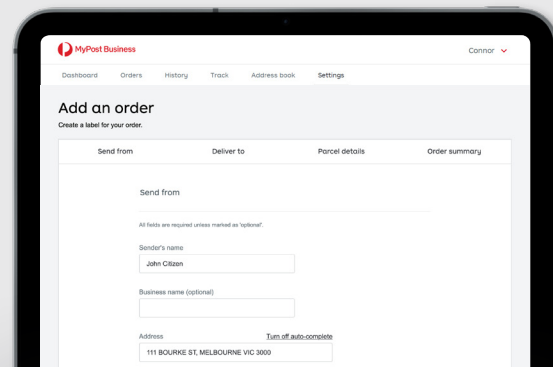 MyPost Business
Connor
Dashboard Orders History Track Address book Settings
Add an order
Create a label for your order.
Send from Deliver to Parcel details Order summary
Send from
All fields are required unless marked as 'optional'.
Sender's name
John Citizen
Business name (optional)
Address Turn off auto-complete
111 BOURKE ST, MELBOURNE VIC 3000